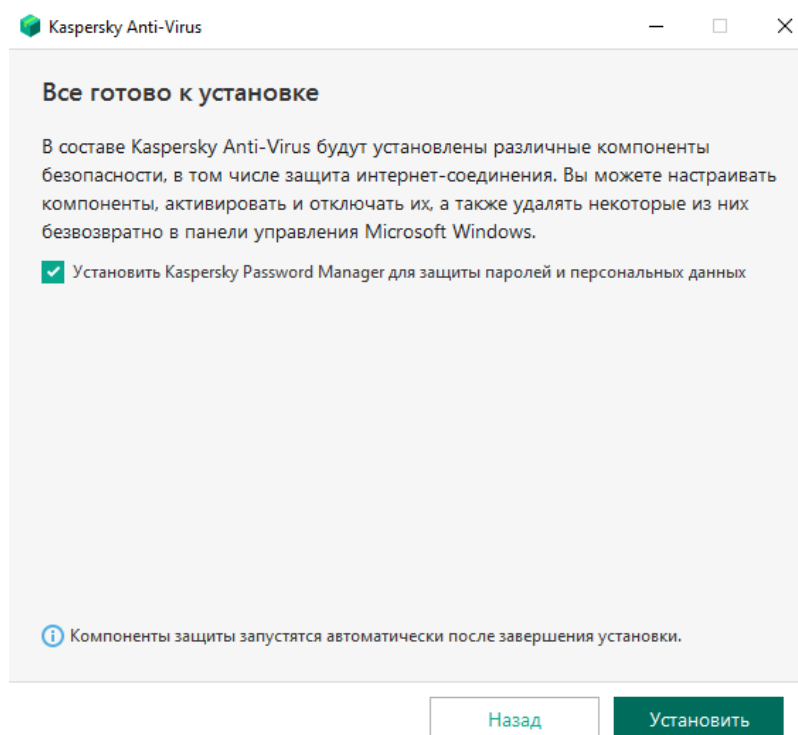 Kaspersky Anti-Virus
Все готово к установке
В составе Kaspersky Anti-Virus будут установлены различные компоненты
безопасности, в том числе защита интернет-соединения. Вы можете настраивать
компоненты, активировать и отключать их, а также удалять некоторые из них
безвозвратно в панели управления Microsoft Windows.
Установить Kaspersky Password Manager для защиты паролей и персональных данных
Компоненты защиты запустятся автоматически после завершения установки.
Назад
Установить